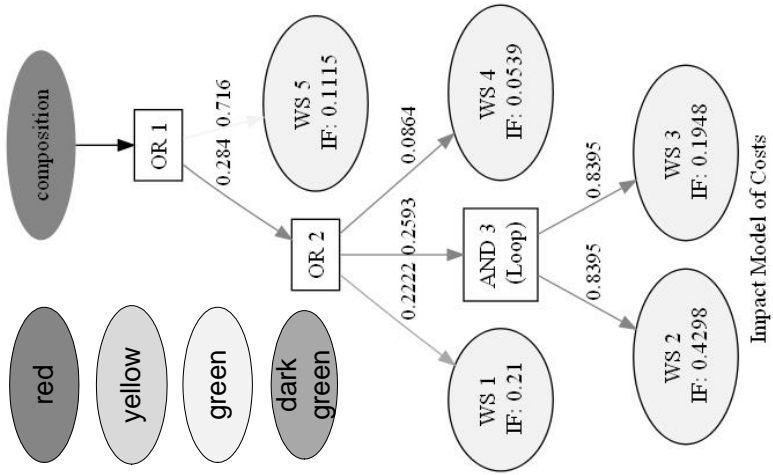 red
yellow
green
dark
green
composition
OR 1
0.284
0.716
WS 5
IF: 0.1115
OR 2
0.2222
0.2593
0.0864
WS 1
IF: 0.21
AND 3
(Loop)
WS 4
IF: 0.0539
0.8395
0.8395
WS 2
IF: 0.4298
WS 3
IF: 0.1948
Impact Model of Costs